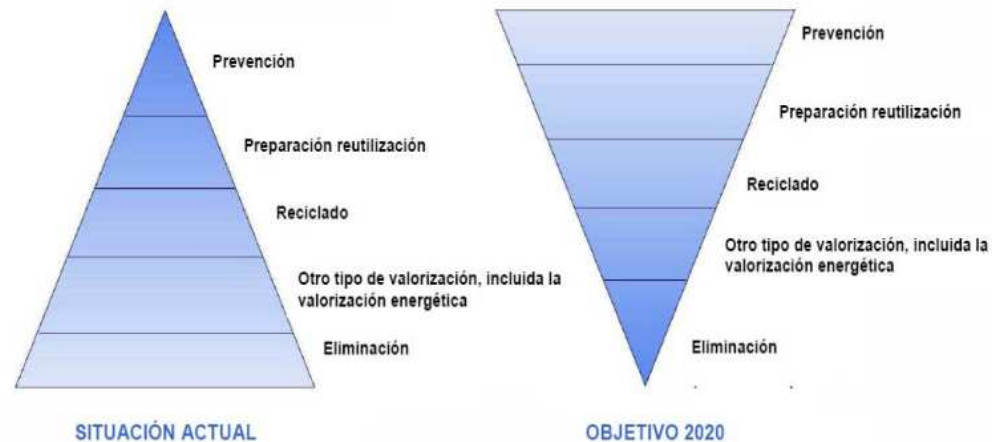 Prevención
Preparación reutilización
Reciclado
Otro tipo de valorización, incluida la
valorización energética
Eliminación
SITUACIÓN ACTUAL
Prevención
Preparación reutilización
Reciclado
Otro tipo de valorización, incluida la
valorización energética
Eliminación
OBJETIVO 2020